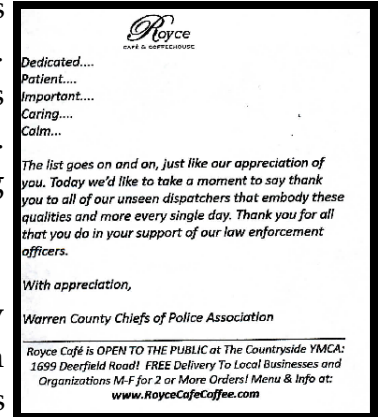 Royce
CAFÉ & COFFEEHOUSE
Dedicated....
Patient....
Important....
Caring....
Calm...
The list goes on and on, just like our appreciation of
you. Today we'd like to take a moment to say thank
you to all of our unseen dispatchers that embody these
qualities and more every single day. Thank you for all
that you do in your support of our law enforcement
officers.
With appreciation,
Warren County Chiefs of Police Association
Royce Café is OPEN TO THE PUBLIC at The Countryside YMCA:
1699 Deerfield Road! FREE Delivery To Local Businesses and
Organizations M-F for 2 or More Orders! Menu & Info at:
www.RoyceCafeCoffee.com